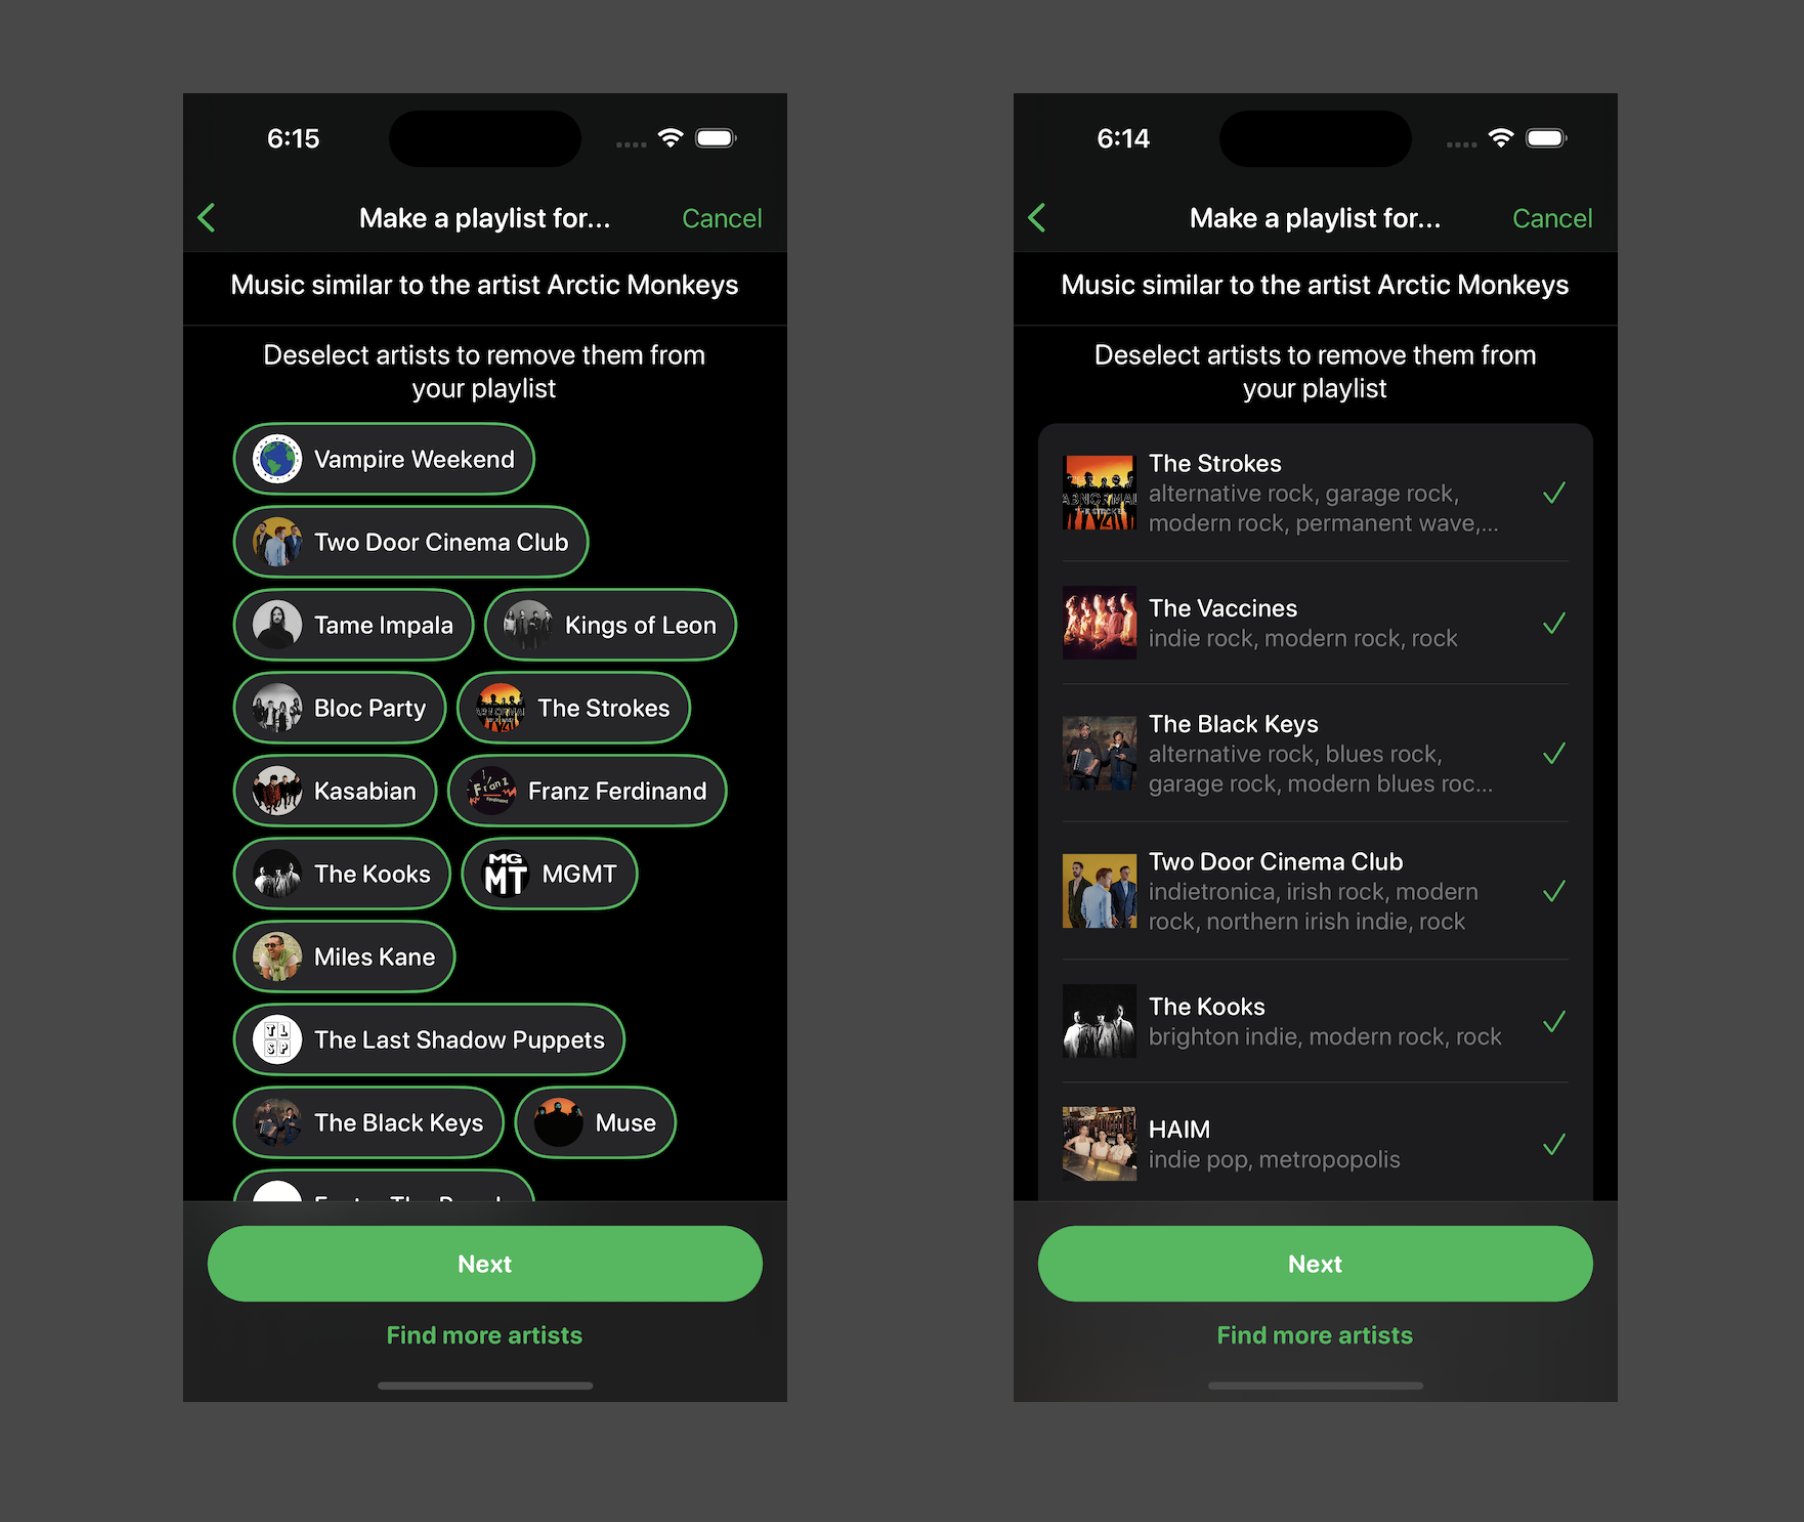 6:15
Make a playlist for...
Cancel
Music similar to the artist Arctic Monkeys
Deselect artists to remove them from
your playlist
Vampire Weekend
Two Door Cinema Club
Tame Impala
Kings of Leon
Bloc Party
The Strokes
Kasabian
Franz Ferdinand
The Kooks
MG
MT
MGMT
Miles Kane
TL
SP
The Last Shadow Puppets
The Black Keys
Muse
Next
Find more artists
6:14
Make a playlist for...
Cancel
Music similar to the artist Arctic Monkeys
Deselect artists to remove them from
your playlist
The Strokes
alternative rock, garage rock,
modern rock, permanent wave,...
The Vaccines
indie rock, modern rock, rock
The Black Keys
alternative rock, blues rock,
garage rock, modern blues roc...
Two Door Cinema Club
indietronica, irish rock, modern
rock, northern irish indie, rock
The Kooks
brighton indie, modern rock, rock
HAIM
indie pop, metropopolis
Next
Find more artists